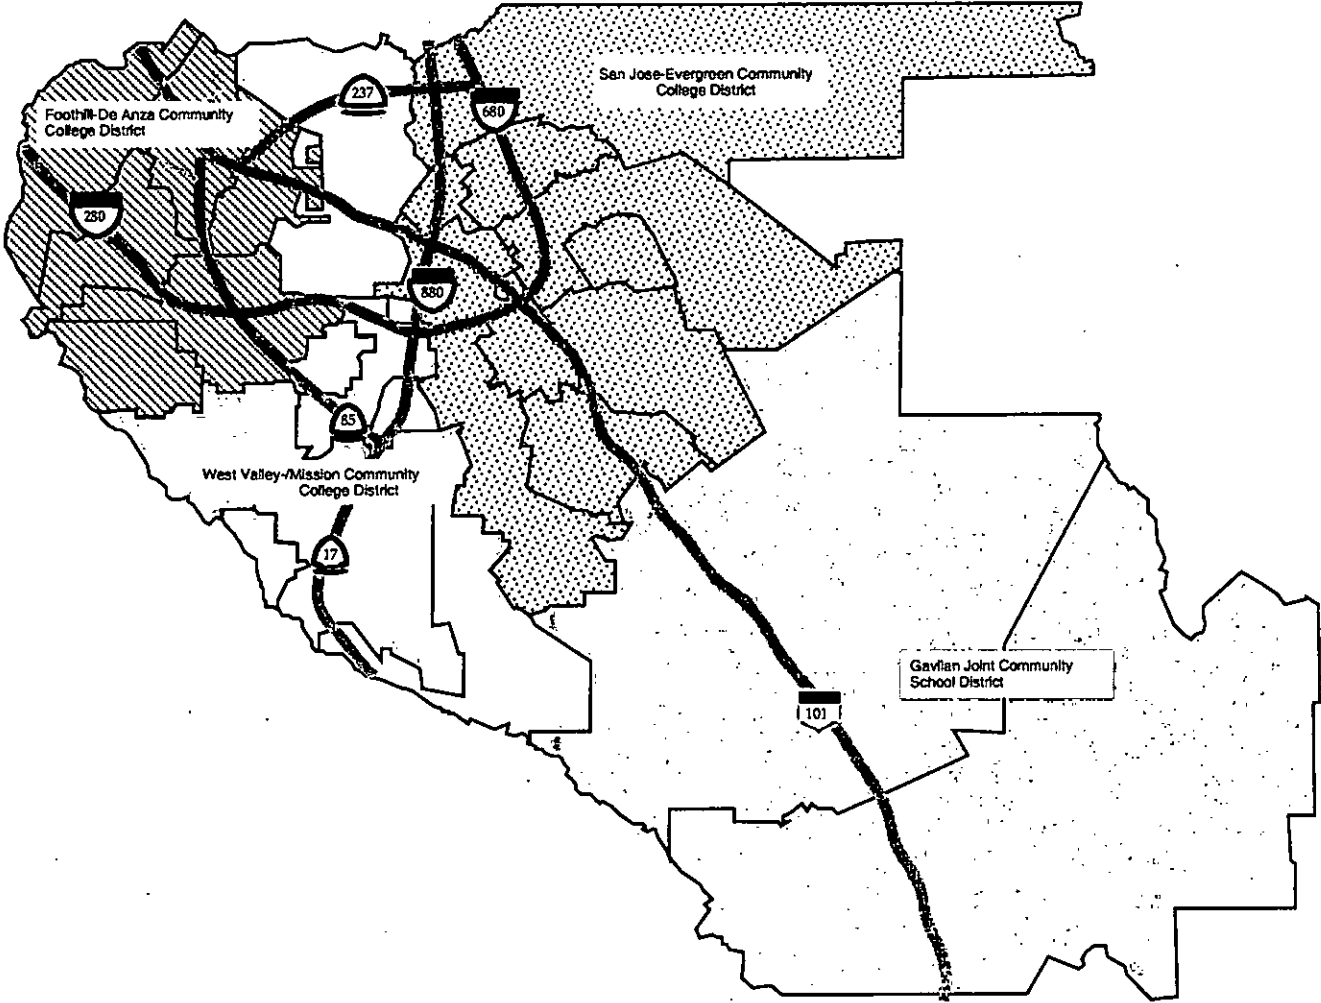 San Jose-Evergreen Community
College District
237
680
Foothill-De Anza Community
College District
280
880
85
West Valley-/Mission Community
College District
17
Gavilan Joint Community
School District
101